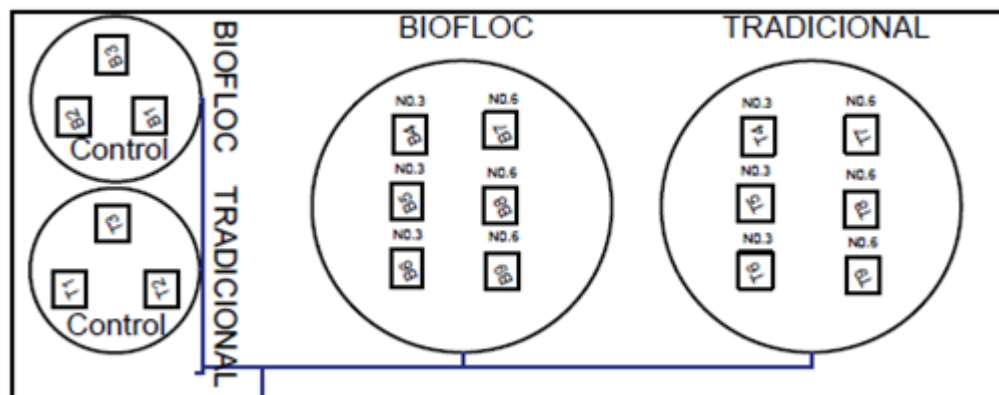 BIOFLOC
TRADICIONAL
BIOFLOC
B3
B2
B1
Control
TRADICIONAL
T3
T1
T2
Control
N0.3
N0.6
B4
B7
N0.3
N0.6
B5
B8
N0.3
N0.6
B6
B9
N0.3
N0.6
T4
T7
N0.3
N0.6
T5
T8
N0.3
N0.6
T6
T9